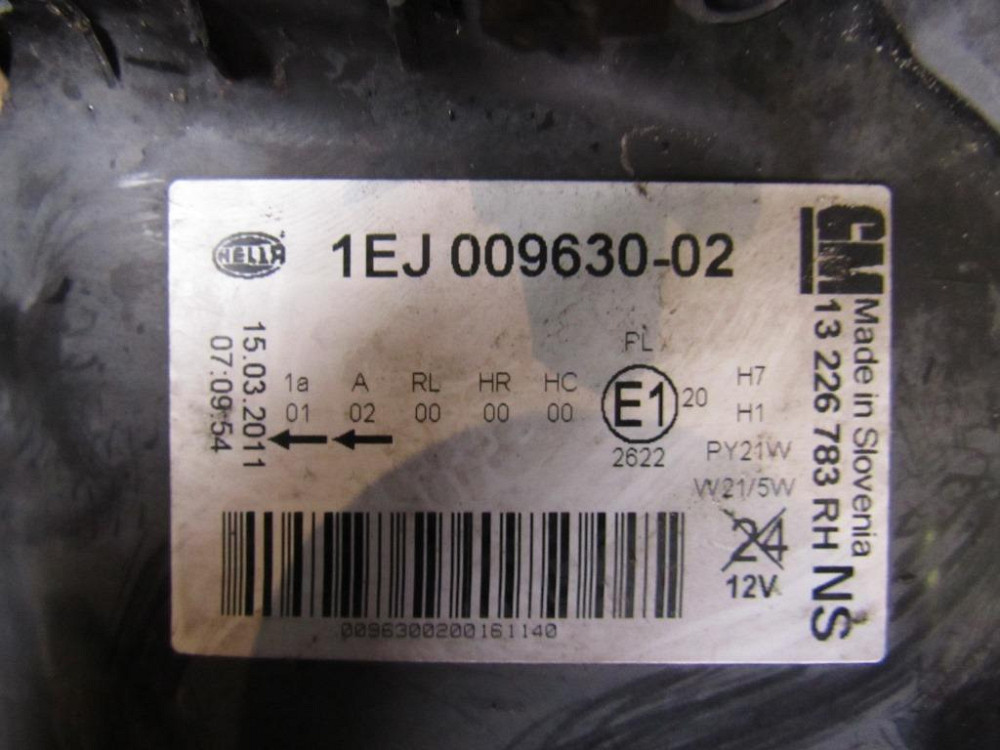 HELLA
1EJ 009630-02
GM
Made in Slovenia
13 226 783 RH NS
15.03.2011
07:09:54
1a A RL HR HC
01 02 00 00 00
PL
E1 20
2622
H7
H1
PY21W
W21/5W
24
12V
0096300200161140